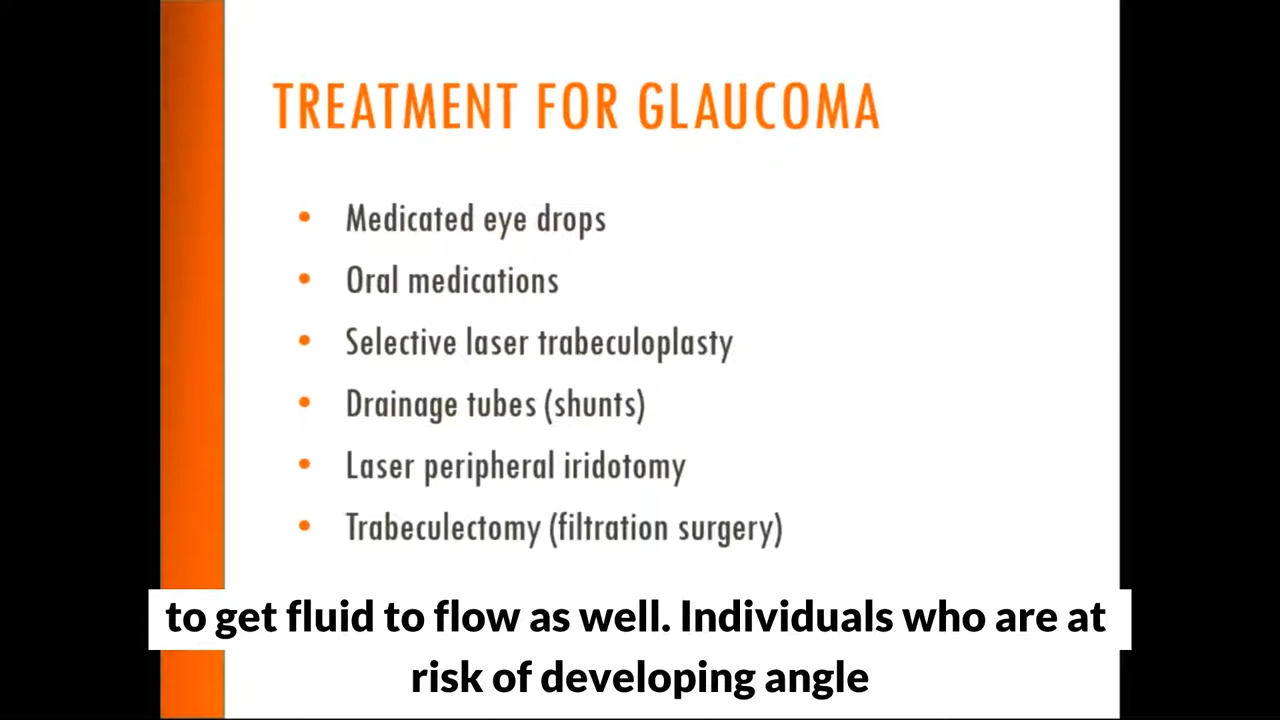 TREATMENT FOR GLAUCOMA
• Medicated eye drops
• Oral medications
• Selective laser trabeculoplasty
• Drainage tubes (shunts)
• Laser peripheral iridotomy
• Trabeculectomy (filtration surgery)
to get fluid to flow as well. Individuals who are at
risk of developing angle